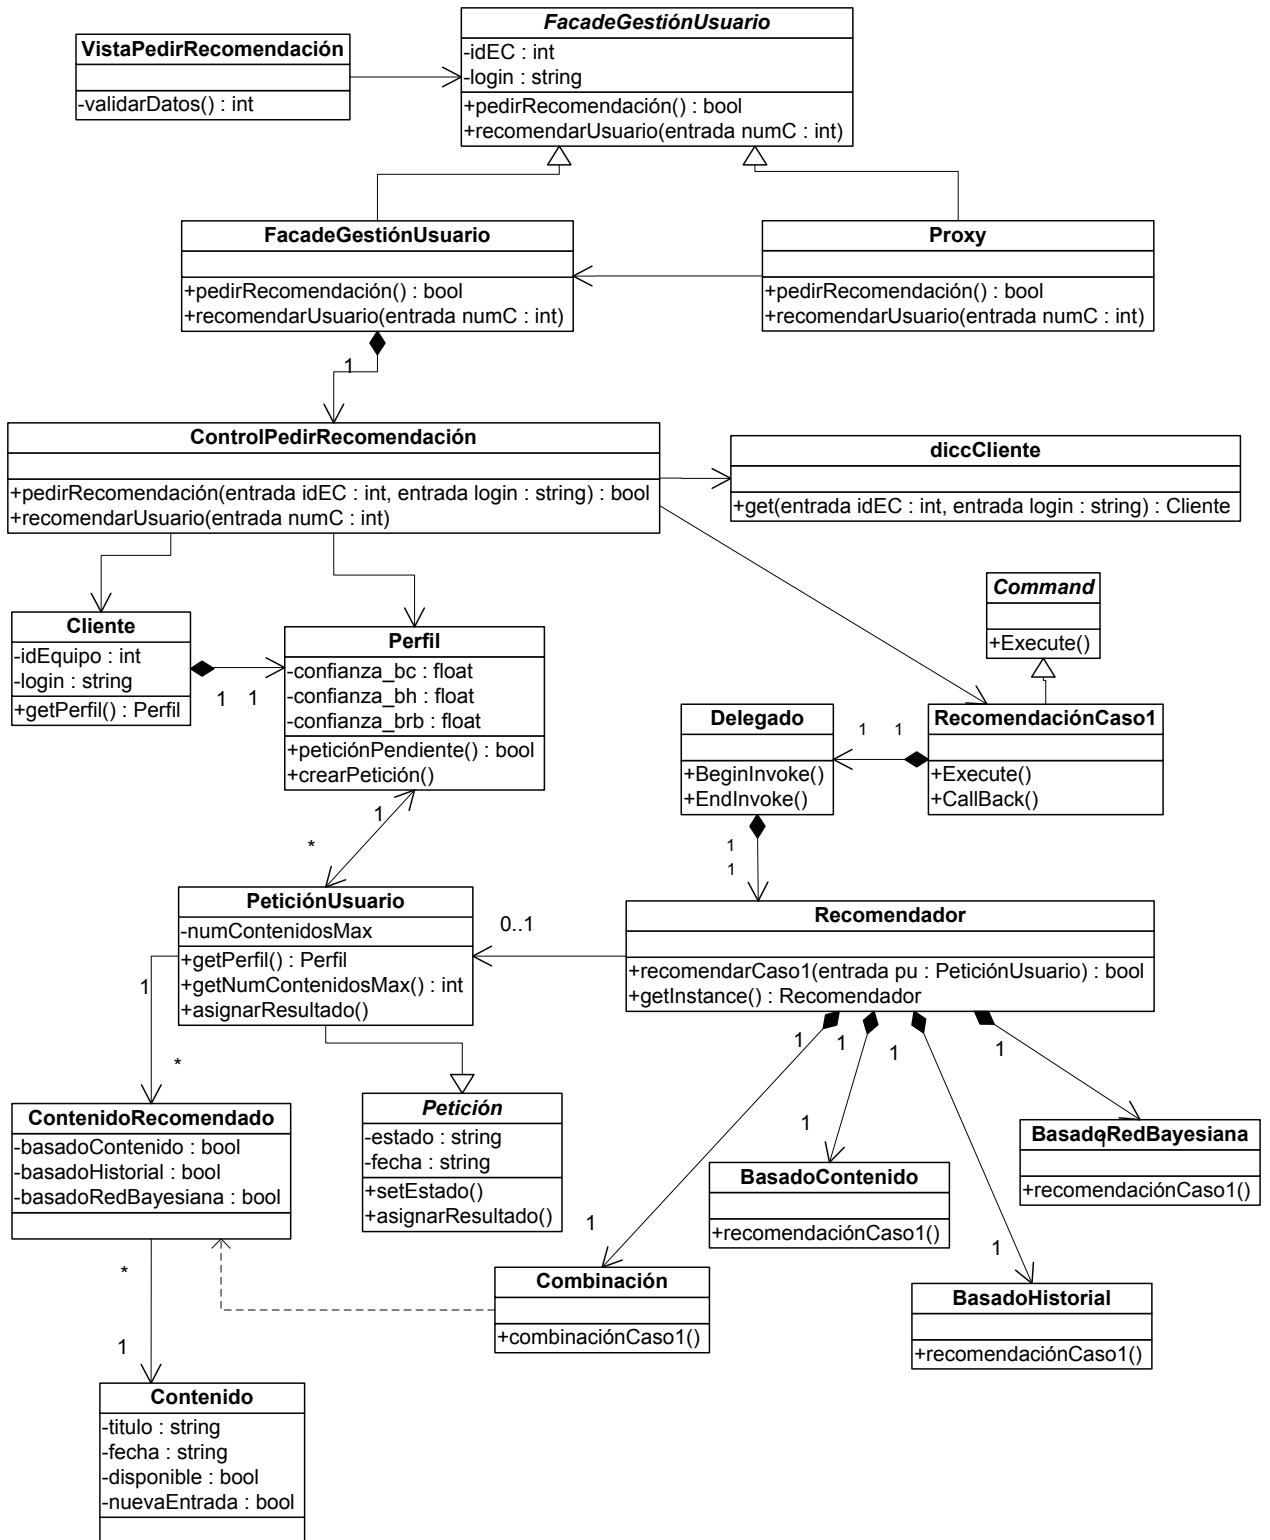 FacadeGestiónUsuario
-idEC : int
-login : string
+pedirRecomendación() : bool
+recomendarUsuario(entrada numC : int)
VistaPedirRecomendación
-validarDatos() : int
FacadeGestiónUsuario
+pedirRecomendación() : bool
+recomendarUsuario(entrada numC : int)
Proxy
+pedirRecomendación() : bool
+recomendarUsuario(entrada numC : int)
1
ControlPedirRecomendación
+pedirRecomendación(entrada idEC : int, entrada login : string) : bool
+recomendarUsuario(entrada numC : int)
diccCliente
+get(entrada idEC : int, entrada login : string) : Cliente
Command
+Execute()
Cliente
-idEquipo : int
-login : string
+getPerfil() : Perfil
1 1
Perfil
-confianza_bc : float
-confianza_bh : float
-confianza_brb : float
+peticiónPendiente() : bool
+crearPetición()
Delegado
+BeginInvoke()
+EndInvoke()
1 1
RecomendaciónCaso1
+Execute()
+CallBack()
1
*
1
1
PeticiónUsuario
-numContenidosMax
+getPerfil() : Perfil
+getNumContenidosMax() : int
+asignarResultado()
0..1
Recomendador
+recomendarCaso1(entrada pu : PeticiónUsuario) : bool
+getInstance() : Recomendador
1
*
1
1
1
1
Petición
-estado : string
-fecha : string
+setEstado()
+asignarResultado()
ContenidoRecomendado
-basadoContenido : bool
-basadoHistorial : bool
-basadoRedBayesiana : bool
1
BasadoContenido
+recomendaciónCaso1()
1
BasadoRedBayesiana
+recomendaciónCaso1()
1
1
Combinación
+combinaciónCaso1()
1
BasadoHistorial
+recomendaciónCaso1()
*
1
Contenido
-titulo : string
-fecha : string
-disponible : bool
-nuevaEntrada : bool